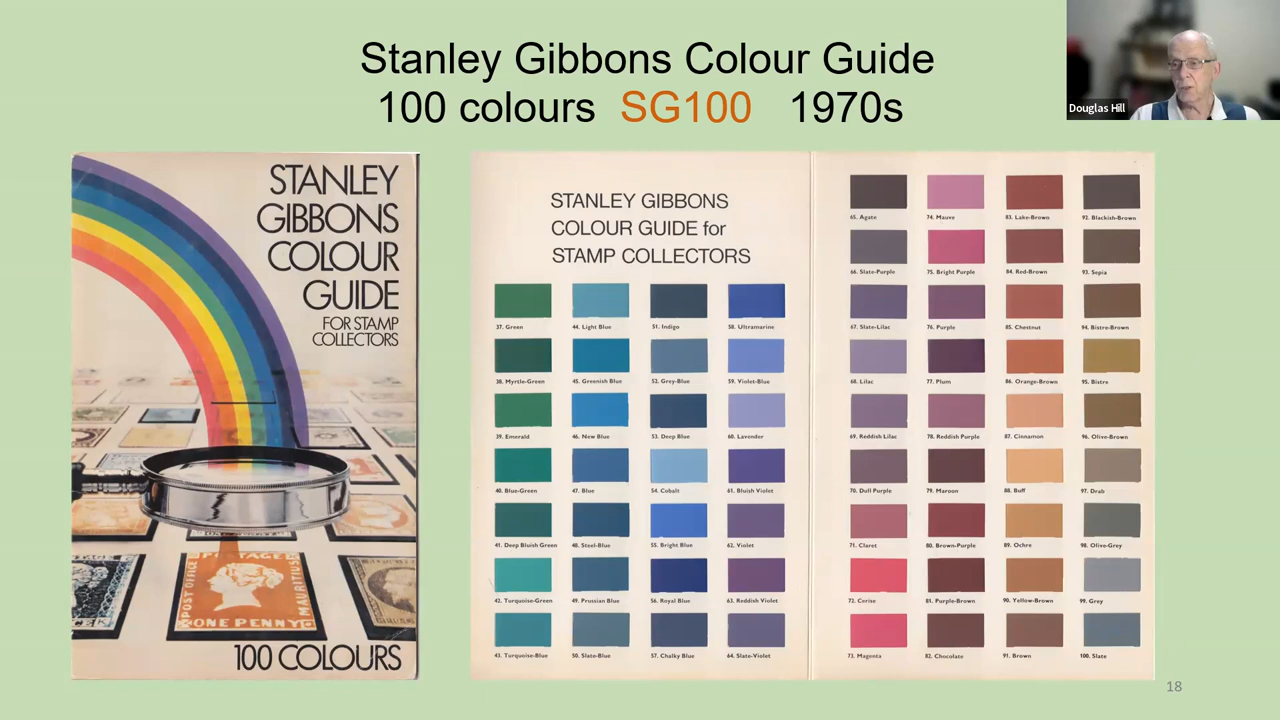 Stanley Gibbons Colour Guide
100 colours SG100 1970s
Douglas Hill
STANLEY
GIBBONS
COLOUR
GUIDE
FOR STAMP
COLLECTORS
POSTAGE
POST OFFICE
MAURITIUS
ONE PENNY
100 COLOURS
STANLEY GIBBONS
COLOUR GUIDE for
STAMP COLLECTORS
37. Green 44. Light Blue 51. Indigo 58. Ultramarine
38. Myrtle-Green 45. Greenish Blue 52. Grey-Blue 59. Violet-Blue
39. Emerald 46. New Blue 53. Deep Blue 60. Lavender
40. Blue-Green 47. Blue 54. Cobalt 61. Bluish Violet
41. Deep Bluish Green 48. Steel-Blue 55. Bright Blue 62. Violet
42. Turquoise-Green 49. Prussian Blue 56. Royal Blue 63. Reddish Violet
43. Turquoise-Blue 50. Slate-Blue 57. Chalky Blue 64. Slate-Violet
65. Agate 74. Mauve 83. Lake-Brown 92. Blackish-Brown
66. Slate-Purple 75. Bright Purple 84. Red-Brown 93. Sepia
67. Slate-Lilac 76. Purple 85. Chestnut 94. Bistre-Brown
68. Lilac 77. Plum 86. Orange-Brown 95. Bistre
69. Reddish Lilac 78. Reddish Purple 87. Cinnamon 96. Olive-Brown
70. Dull Purple 79. Maroon 88. Buff 97. Drab
71. Claret 80. Brown-Purple 89. Ochre 98. Olive-Grey
72. Cerise 81. Purple-Brown 90. Yellow-Brown 99. Grey
73. Magenta 82. Chocolate 91. Brown 100. Slate
18